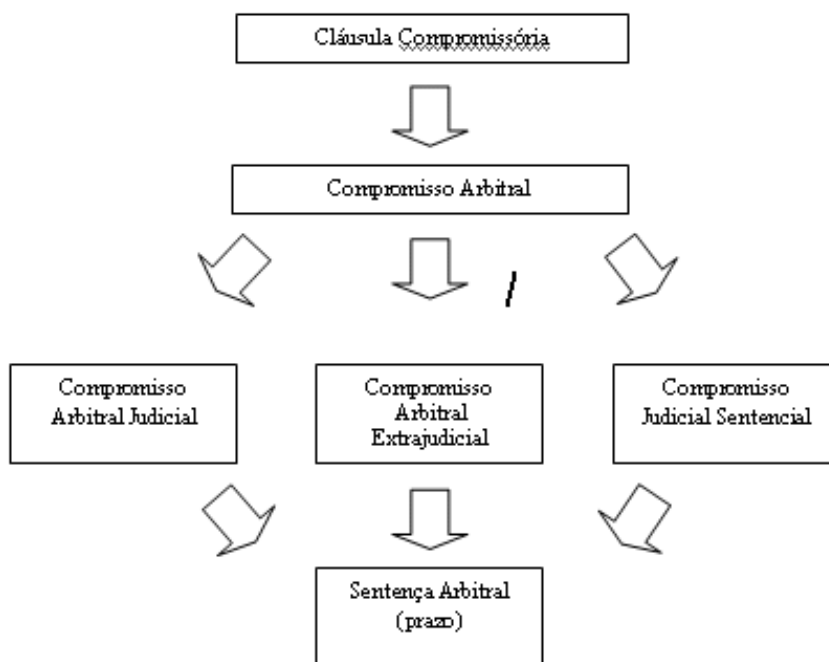 Cláusula Compromissória
Compromisso Arbitral
Compromisso
Arbitral Judicial
Compromisso
Arbitral
Extrajudicial
Compromisso
Judicial Sentencial
Sentença Arbitral
(prazo)